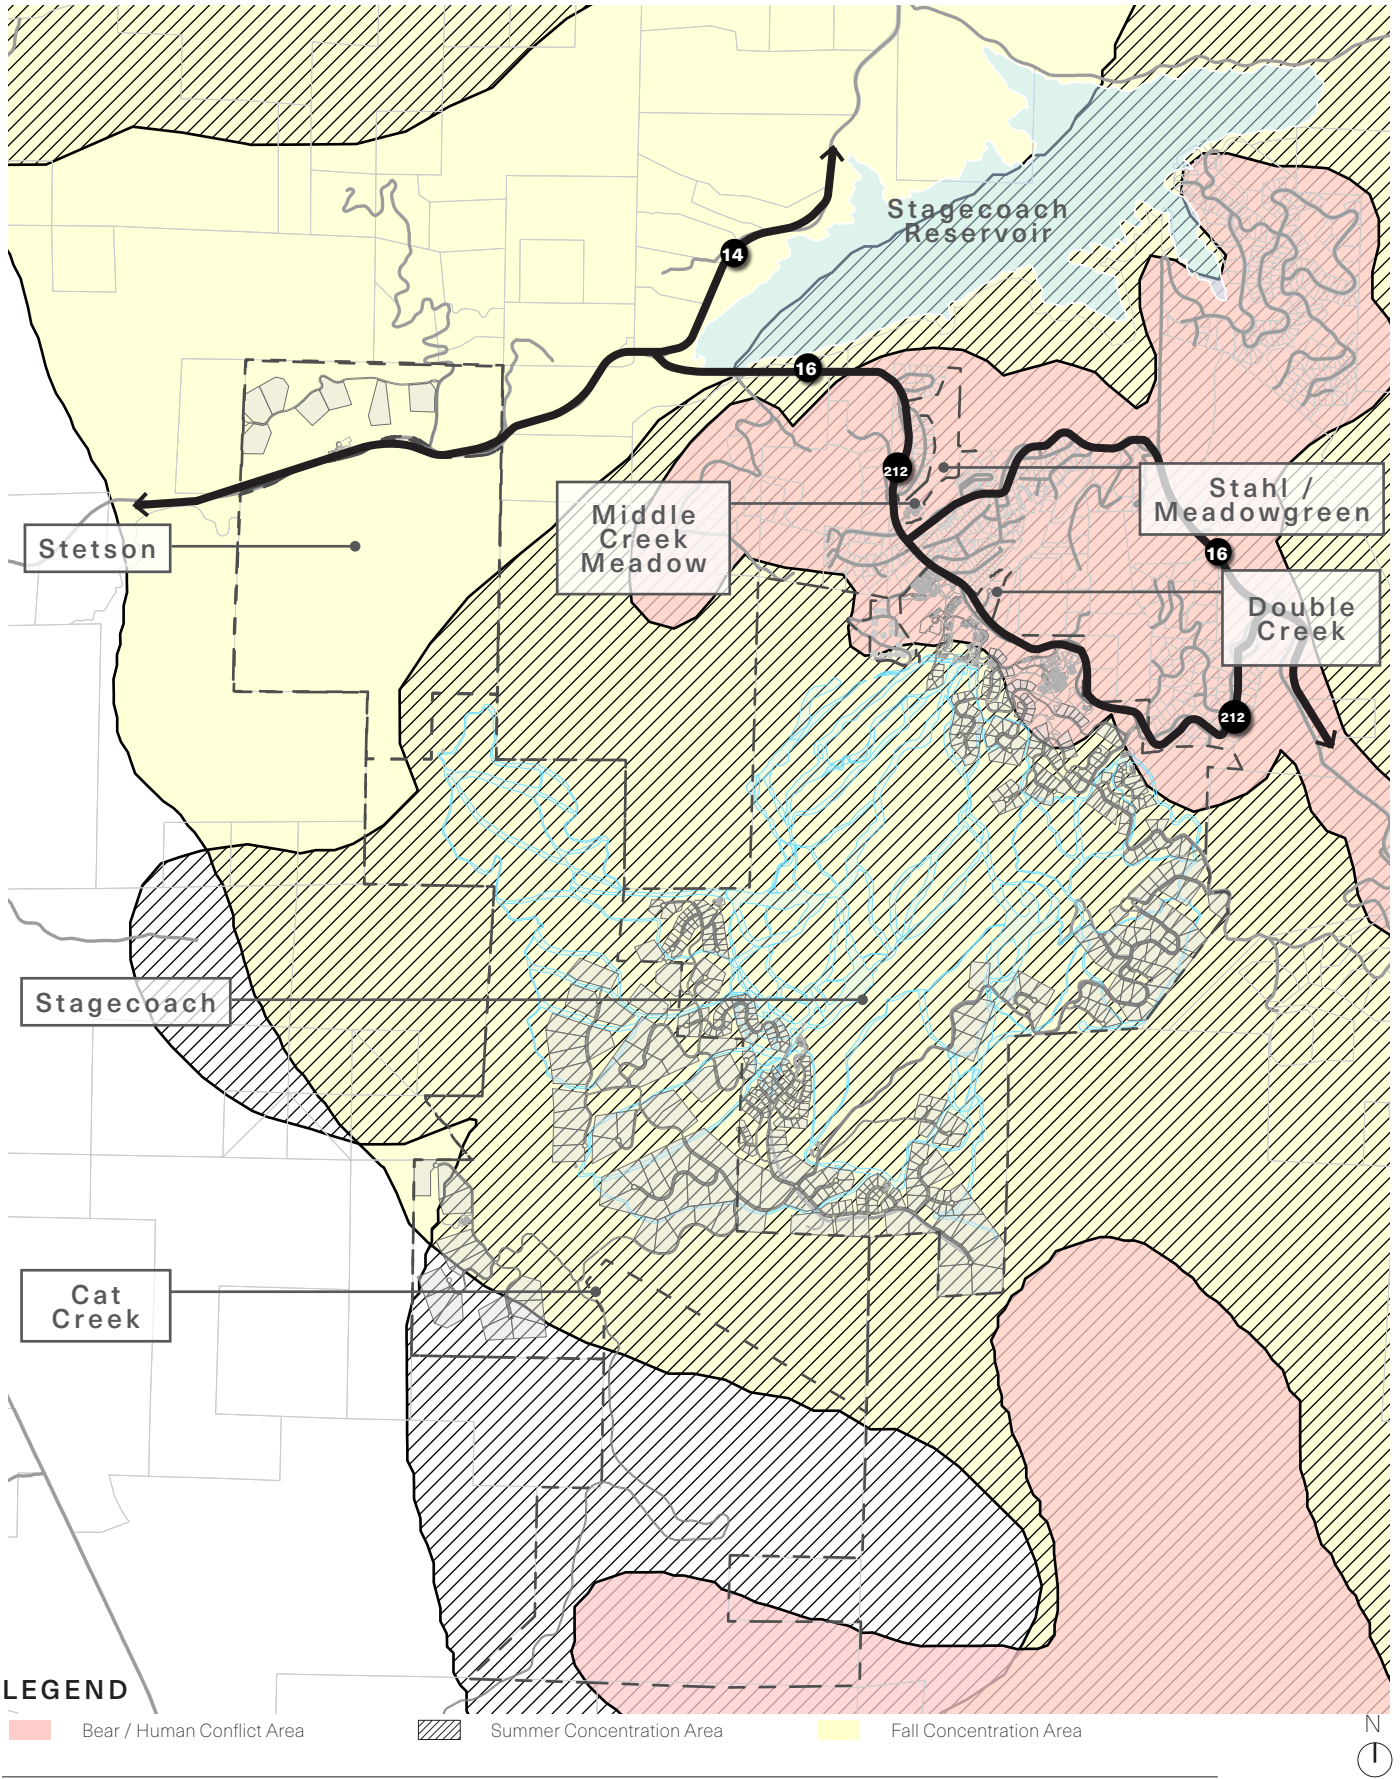 Stagecoach
Reservoir
14
16
212
Stahl /
Meadowgreen
Middle
Creek
Meadow
Stetson
16
Double
Creek
212
Stagecoach
Cat
Creek
LEGEND
Bear / Human Conflict Area
Summer Concentration Area
Fall Concentration Area
N